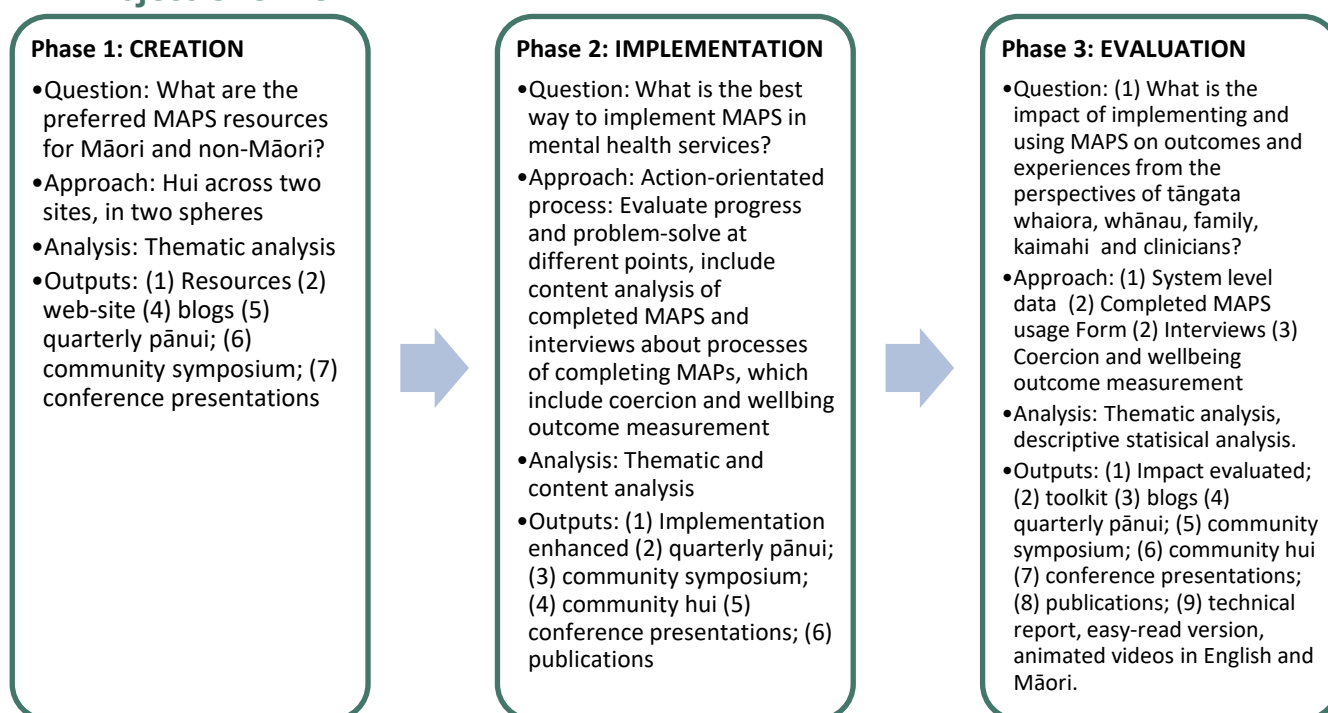 Phase 1: CREATION
•Question: What are the
preferred MAPS resources
for Māori and non-Māori?
•Approach: Hui across two
sites, in two spheres
•Analysis: Thematic analysis
•Outputs: (1) Resources (2)
web-site (4) blogs (5)
quarterly pānui; (6)
community symposium; (7)
conference presentations
Phase 2: IMPLEMENTATION
•Question: What is the best
way to implement MAPS in
mental health services?
•Approach: Action-orientated
process: Evaluate progress
and problem-solve at
different points, include
content analysis of
completed MAPS and
interviews about processes
of completing MAPs, which
include coercion and wellbing
outcome measurement
•Analysis: Thematic and
content analysis
•Outputs: (1) Implementation
enhanced (2) quarterly pānui;
(3) community symposium;
(4) community hui (5)
conference presentations; (6)
publications
Phase 3: EVALUATION
•Question: (1) What is the
impact of implementing and
using MAPS on outcomes and
experiences from the
perspectives of tāngata
whaiora, whānau, family,
kaimahi and clinicians?
•Approach: (1) System level
data (2) Completed MAPS
usage Form (2) Interviews (3)
Coercion and wellbeing
outcome measurement
•Analysis: Thematic analysis,
descriptive statisical analysis.
•Outputs: (1) Impact evaluated;
(2) toolkit (3) blogs (4)
quarterly pānui; (5) community
symposium; (6) community hui
(7) conference presentations;
(8) publications; (9) technical
report, easy-read version,
animated videos in English and
Māori.